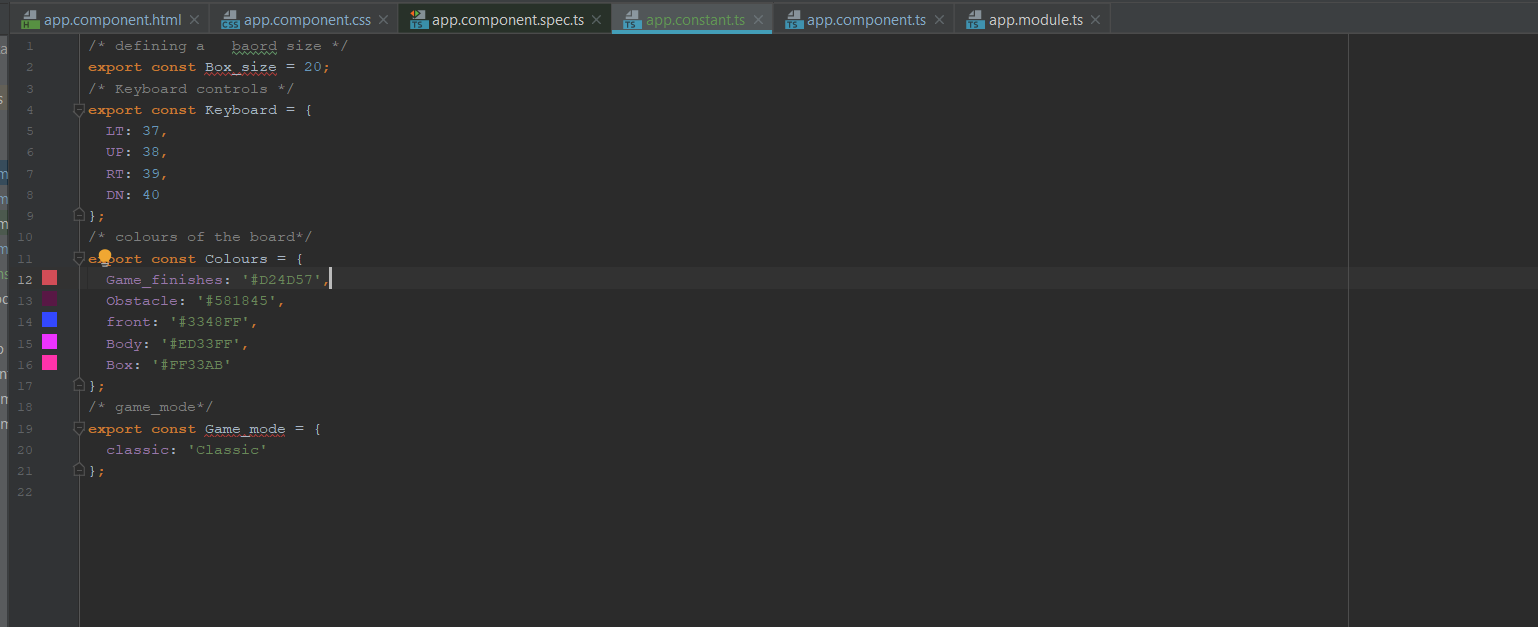 app.component.html app.component.css app.component.spec.ts app.constant.ts app.component.ts app.module.ts
1 /* defining a   baord size */
2 export const Box_size = 20;
3 /* Keyboard controls */
4 export const Keyboard = {
5   LT: 37,
6   UP: 38,
7   RT: 39,
8   DN: 40
9 };
10 /* colours of the board*/
11 export const Colours = {
12   Game_finishes: '#D24D57',
13   Obstacle: '#581845',
14   front: '#3348FF',
15   Body: '#ED33FF',
16   Box: '#FF33AB'
17 };
18 /* game_mode*/
19 export const Game_mode = {
20   classic: 'Classic'
21 };
22